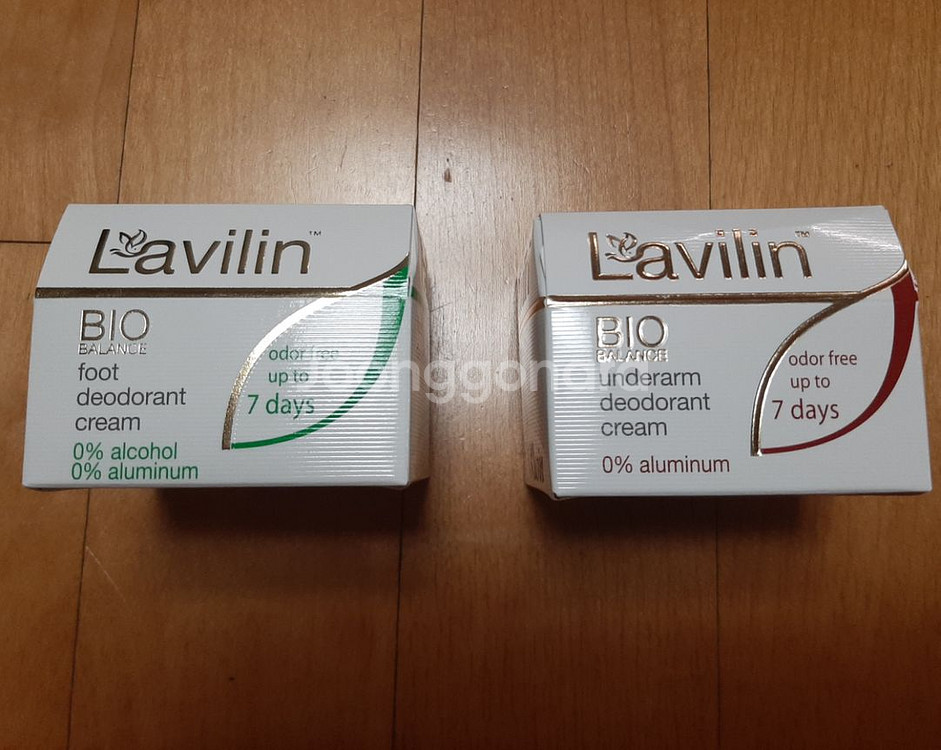 Lavilin™
BIO
BALANCE
foot
deodorant
cream
0% alcohol
0% aluminum
odor free
up to
7 days
Lavilin™
BIO
BALANCE
underarm
deodorant
cream
0% aluminum
odor free
up to
7 days